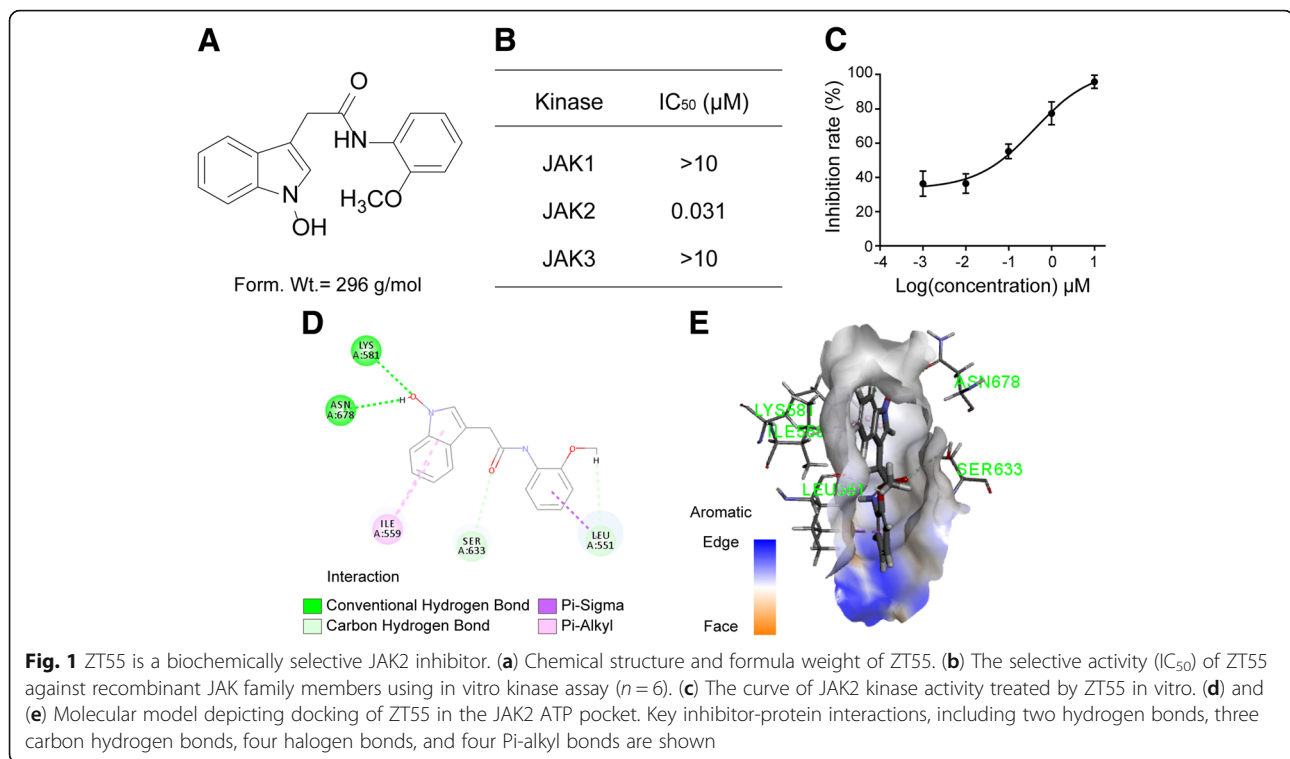 A
O
HN
H₃CO
N
OH
Form. Wt.= 296 g/mol
B
Kinase IC₅₀ (µM)
JAK1 >10
JAK2 0.031
JAK3 >10
C
Inhibition rate (%)
100
80
60
40
20
0
-4 -3 -2 -1 0 1
Log(concentration) µM
D
LYS
A:581
ASN
A:678
H O
N
N
O
O
H
ILE
A:559
SER
A:633
LEU
A:551
Interaction
Conventional Hydrogen Bond
Carbon Hydrogen Bond
Pi-Sigma
Pi-Alkyl
E
ASN678
SER633
Aromatic
Edge
Face
Fig. 1 ZT55 is a biochemically selective JAK2 inhibitor. (a) Chemical structure and formula weight of ZT55. (b) The selective activity (IC₅₀) of ZT55
against recombinant JAK family members using in vitro kinase assay (n = 6). (c) The curve of JAK2 kinase activity treated by ZT55 in vitro. (d) and
(e) Molecular model depicting docking of ZT55 in the JAK2 ATP pocket. Key inhibitor-protein interactions, including two hydrogen bonds, three
carbon hydrogen bonds, four halogen bonds, and four Pi-alkyl bonds are shown